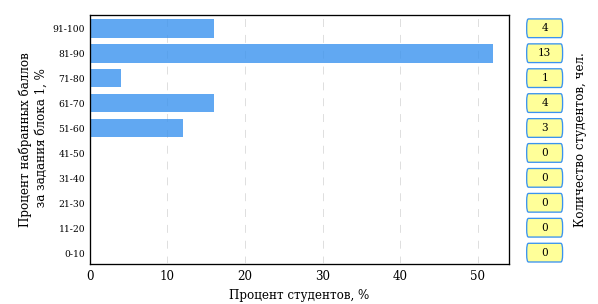 91-100 4
81-90 13
71-80 1
61-70 4
51-60 3
41-50 0
31-40 0
21-30 0
11-20 0
0-10 0
0 10 20 30 40 50
Процент студентов, %
Процент набранных баллов
за задания блока 1, %
Количество студентов, чел.